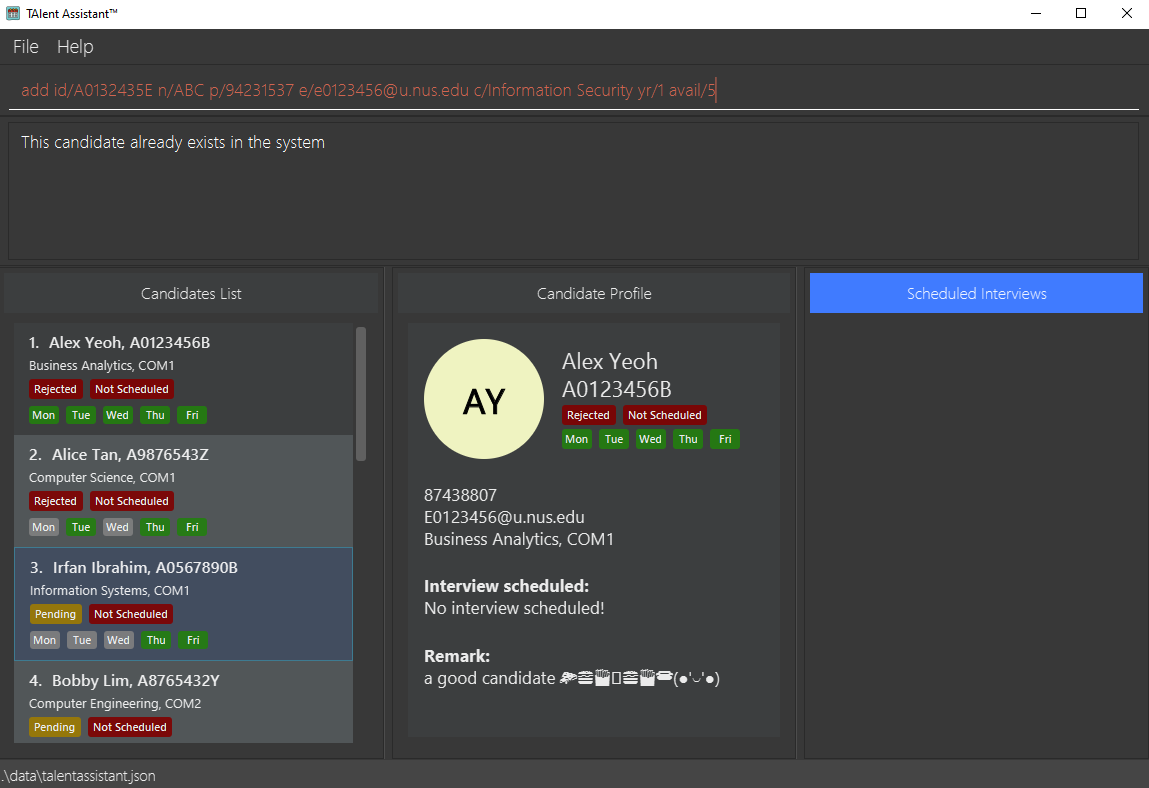 TAlent Assistant™
File Help
add id/A0132435E n/ABC p/94231537 e/e0123456@u.nus.edu c/Information Security yr/1 avail/5
This candidate already exists in the system
Candidates List
1. Alex Yeoh, A0123456B
Business Analytics, COM1
Rejected Not Scheduled
Mon Tue Wed Thu Fri
2. Alice Tan, A9876543Z
Computer Science, COM1
Rejected Not Scheduled
Mon Tue Wed Thu Fri
3. Irfan Ibrahim, A0567890B
Information Systems, COM1
Pending Not Scheduled
Mon Tue Wed Thu Fri
4. Bobby Lim, A8765432Y
Computer Engineering, COM2
Pending Not Scheduled
Candidate Profile
AY
Alex Yeoh
A0123456B
Rejected Not Scheduled
Mon Tue Wed Thu Fri
87438807
E0123456@u.nus.edu
Business Analytics, COM1
Interview scheduled:
No interview scheduled!
Remark:
a good candidate (●'◡'●)
Scheduled Interviews
.\data\talentassistant.json